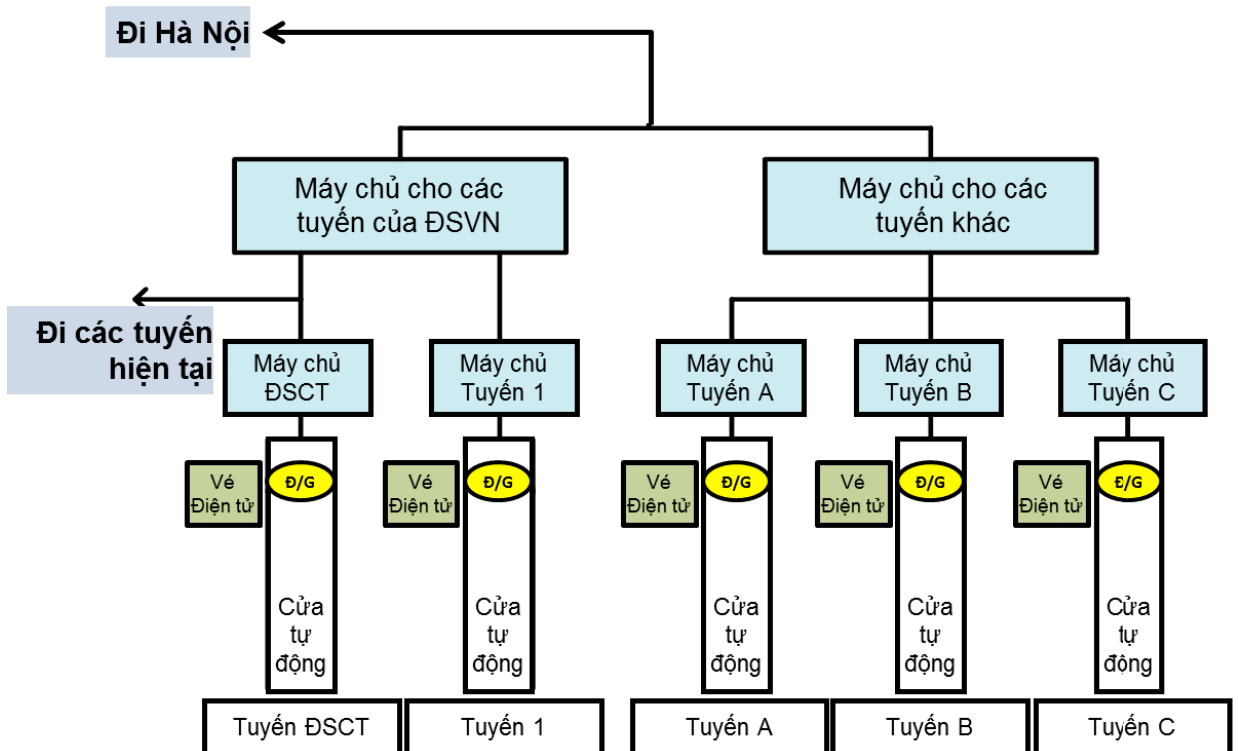 Đi Hà Nội
Máy chủ cho các
tuyến của ĐSVN
Máy chủ cho các
tuyến khác
Đi các tuyến
hiện tại
Máy chủ
ĐSCT
Máy chủ
Tuyến 1
Máy chủ
Tuyến A
Máy chủ
Tuyến B
Máy chủ
Tuyến C
Vé
Điện tử
Đ/G
Vé
Điện tử
Đ/G
Vé
Điện tử
Đ/G
Vé
Điện tử
Đ/G
Vé
Điện tử
Đ/G
Cửa
tự
động
Cửa
tự
động
Cửa
tự
động
Cửa
tự
động
Cửa
tự
động
Tuyến ĐSCT
Tuyến 1
Tuyến A
Tuyến B
Tuyến C